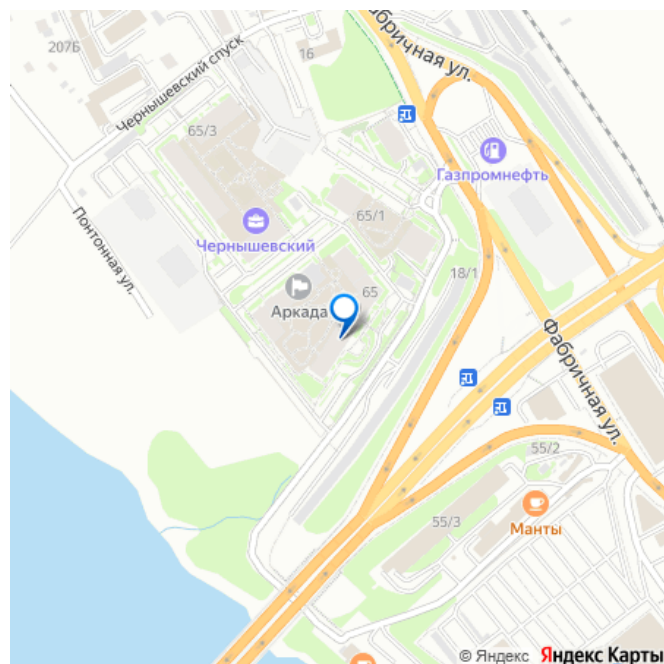 207Б
Чернышевский спуск
16
Фабричная ул.
65/3
Газпромнефть
Понтонная ул.
65/1
Чернышевский
18/1
65
Аркада
Фабричная ул.
55/2
55/3
Манты
© Яндекс Яндекс Карты